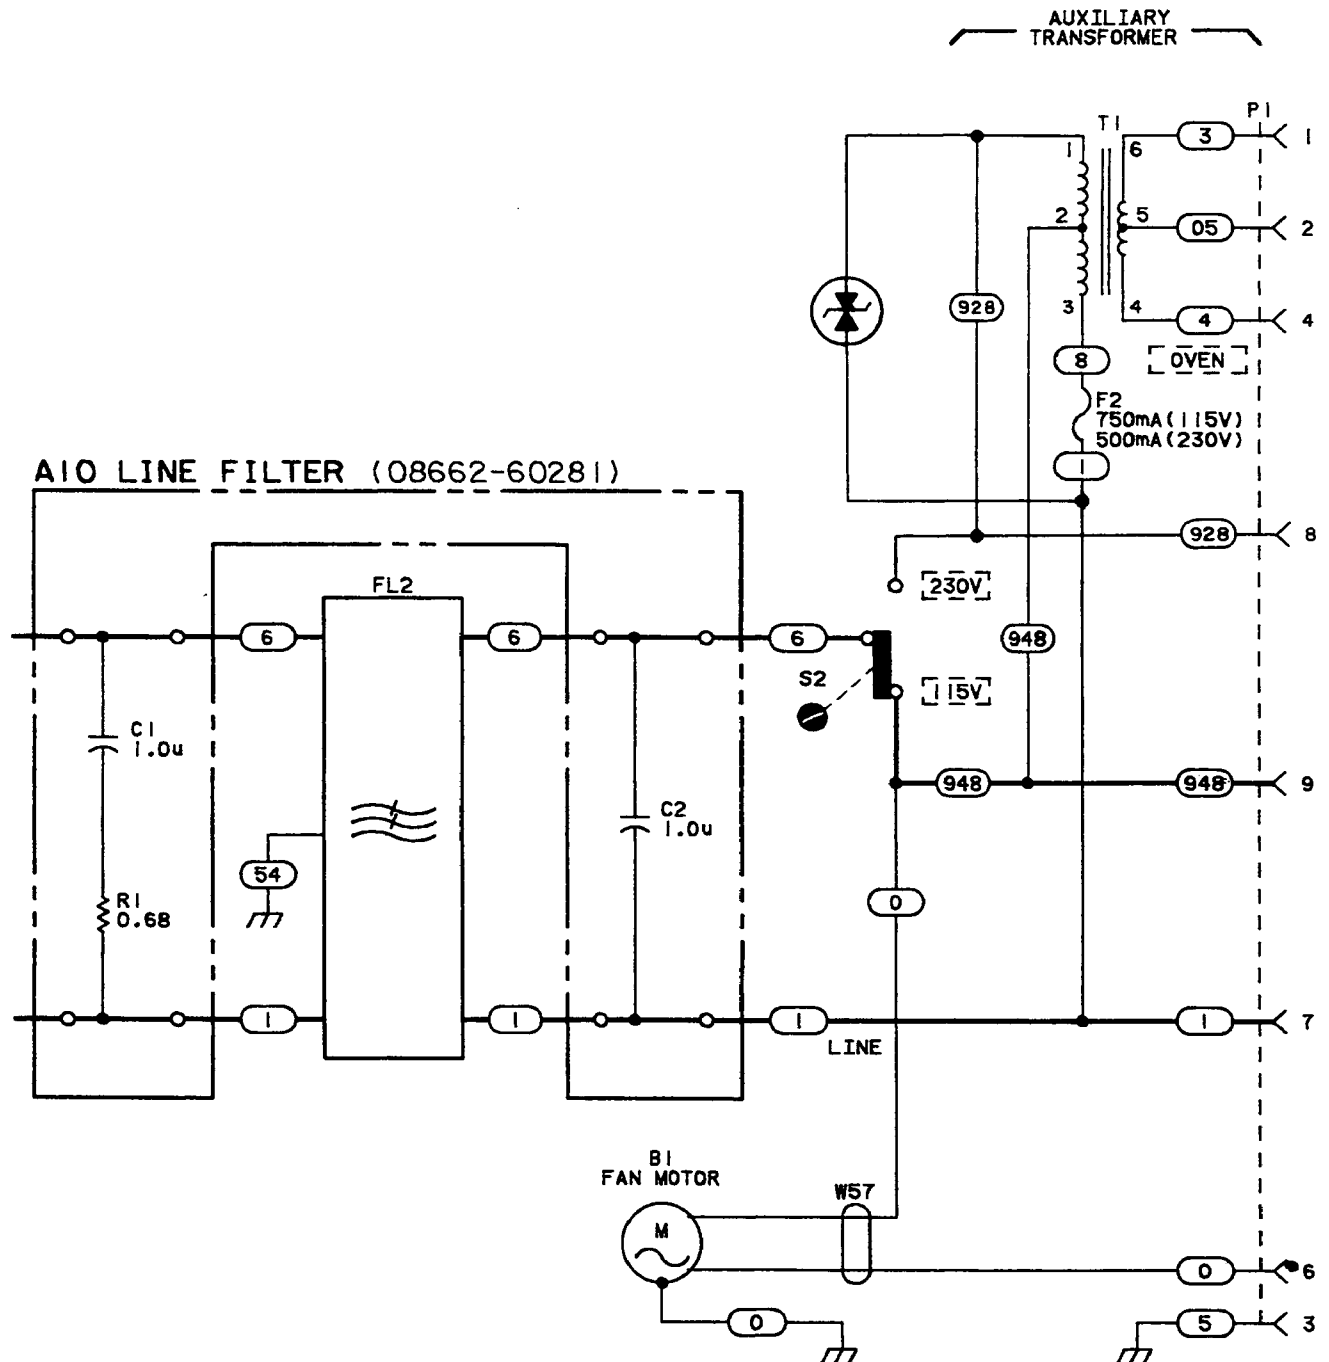 AUXILIARY
TRANSFORMER
P1
T1
1
6
3
1
2
5
05
2
928
3
4
4
4
8
OVEN
F2
750mA(115V)
500mA(230V)
1
A10 LINE FILTER (08662-60281)
928
8
230V
FL2
6
6
6
948
S2
115V
C1
1.0u
948
948
9
C2
1.0u
54
R1
0.68
0
1
1
1
LINE
1
7
B1
FAN MOTOR
W57
M
0
6
0
5
3